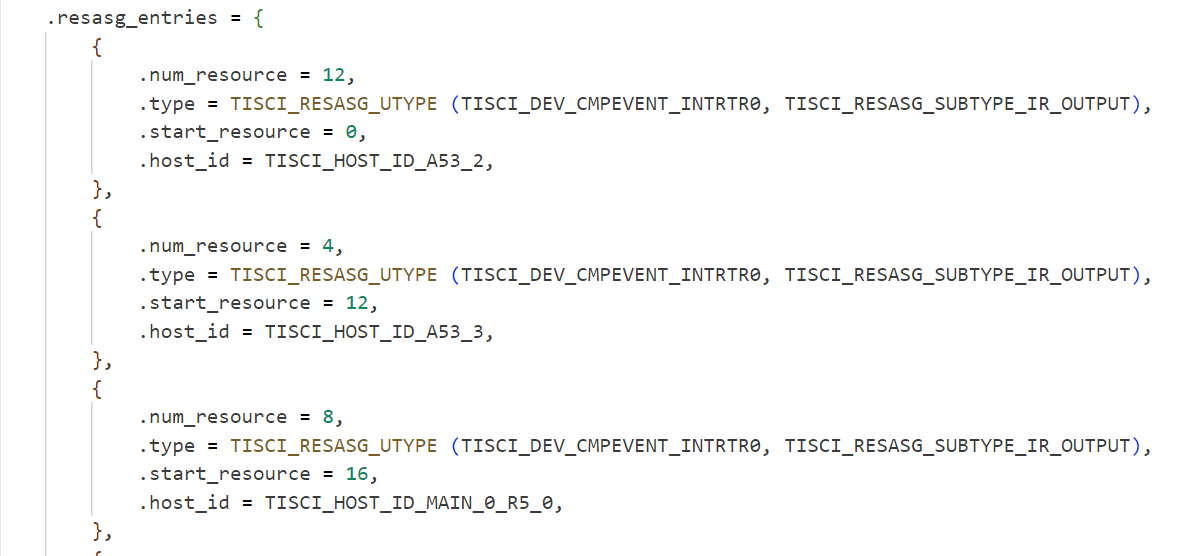 .resasg_entries = {
{
.num_resource = 12,
.type = TISCI_RESASG_UTYPE (TISCI_DEV_CMPEVENT_INTRTR0, TISCI_RESASG_SUBTYPE_IR_OUTPUT),
.start_resource = 0,
.host_id = TISCI_HOST_ID_A53_2,
},
{
.num_resource = 4,
.type = TISCI_RESASG_UTYPE (TISCI_DEV_CMPEVENT_INTRTR0, TISCI_RESASG_SUBTYPE_IR_OUTPUT),
.start_resource = 12,
.host_id = TISCI_HOST_ID_A53_3,
},
{
.num_resource = 8,
.type = TISCI_RESASG_UTYPE (TISCI_DEV_CMPEVENT_INTRTR0, TISCI_RESASG_SUBTYPE_IR_OUTPUT),
.start_resource = 16,
.host_id = TISCI_HOST_ID_MAIN_0_R5_0,
},